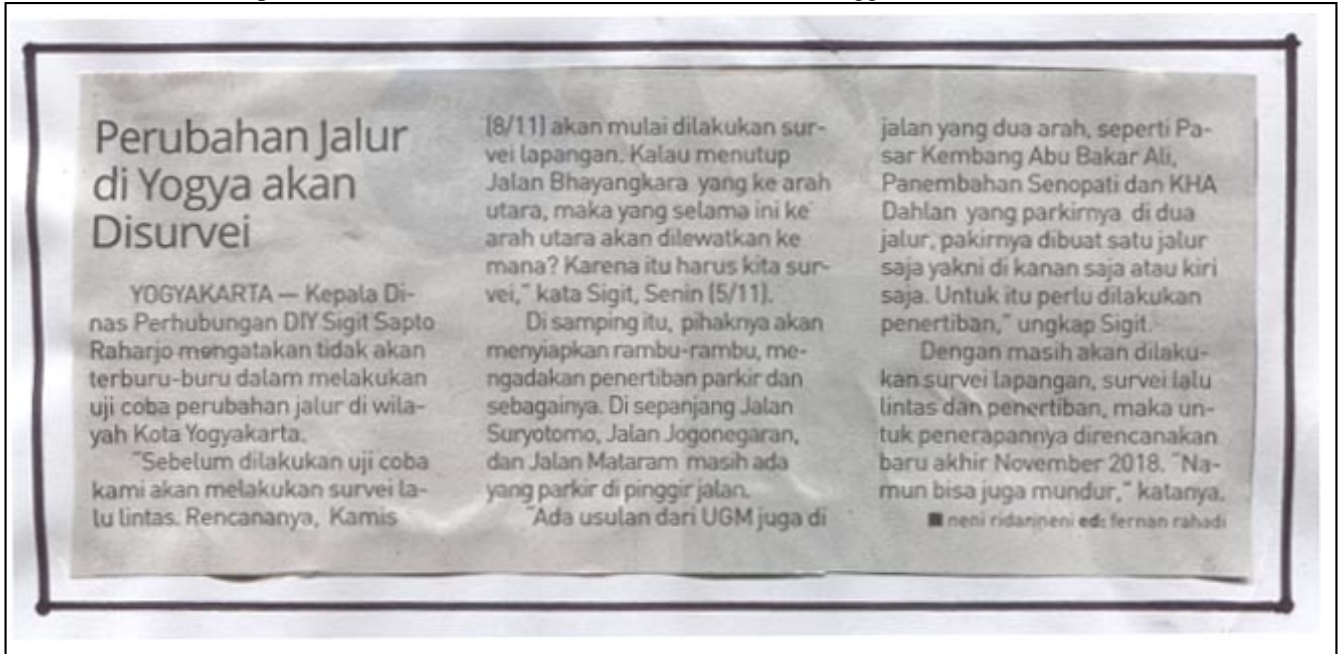 Perubahan Jalur
di Yogya akan
Disurvei
YOGYAKARTA — Kepala Di-
nas Perhubungan DIY Sigit Sapto
Raharjo mengatakan tidak akan
terburu-buru dalam melakukan
uji coba perubahan jalur di wila-
yah Kota Yogyakarta.
"Sebelum dilakukan uji coba
kami akan melakukan survei la-
lu lintas. Rencananya, Kamis
(8/11) akan mulai dilakukan sur-
vei lapangan. Kalau menutup
Jalan Bhayangkara yang ke arah
utara, maka yang selama ini ke
arah utara akan dilewatkan ke
mana? Karena itu harus kita sur-
vei," kata Sigit, Senin (5/11).
Di samping itu, pihaknya akan
menyiapkan rambu-rambu, me-
ngadakan penertiban parkir dan
sebagainya. Di sepanjang Jalan
Suryotomo, Jalan Jogonegaran,
dan Jalan Mataram masih ada
yang parkir di pinggir jalan.
"Ada usulan dari UGM juga di
jalan yang dua arah, seperti Pa-
sar Kembang Abu Bakar Ali,
Panembahan Senopati dan KHA
Dahlan yang parkirnya di dua
jalur, pakirnya dibuat satu jalur
saja yakni di kanan saja atau kiri
saja. Untuk itu perlu dilakukan
penertiban," ungkap Sigit.
Dengan masih akan dilaku-
kan survei lapangan, survei lalu
lintas dan penertiban, maka un-
tuk penerapannya direncanakan
baru akhir November 2018. "Na-
mun bisa juga mundur," katanya.
■ neni ridarineni ed: fernan rahadi